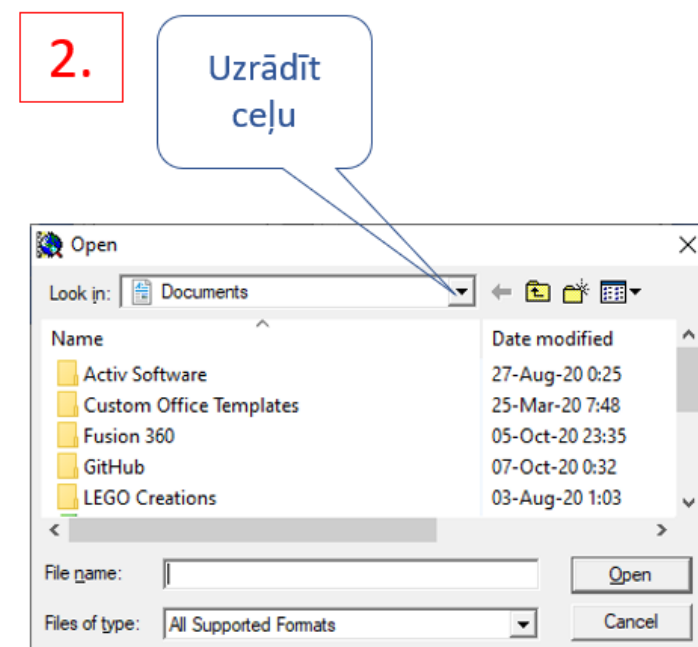 2.
Uzrādīt
ceļu
Open
Look in: Documents
Name Date modified
Activ Software 27-Aug-20 0:25
Custom Office Templates 25-Mar-20 7:48
Fusion 360 05-Oct-20 23:35
GitHub 07-Oct-20 0:32
LEGO Creations 03-Aug-20 1:03
File name: Open
Files of type: All Supported Formats Cancel